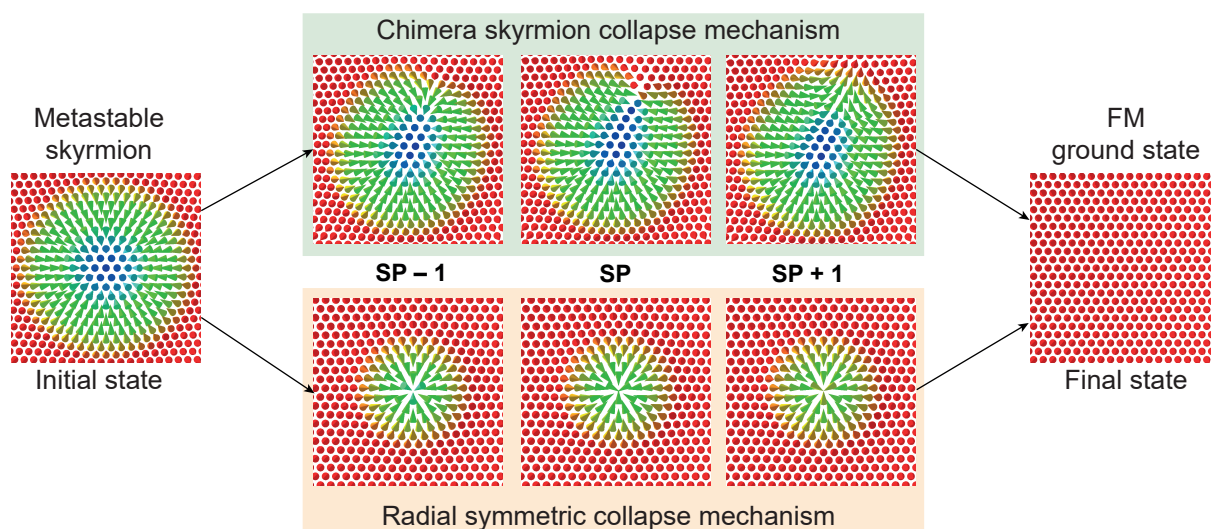 Chimera skyrmion collapse mechanism
Metastable
skyrmion
FM
ground state
SP – 1
SP
SP + 1
Initial state
Final state
Radial symmetric collapse mechanism